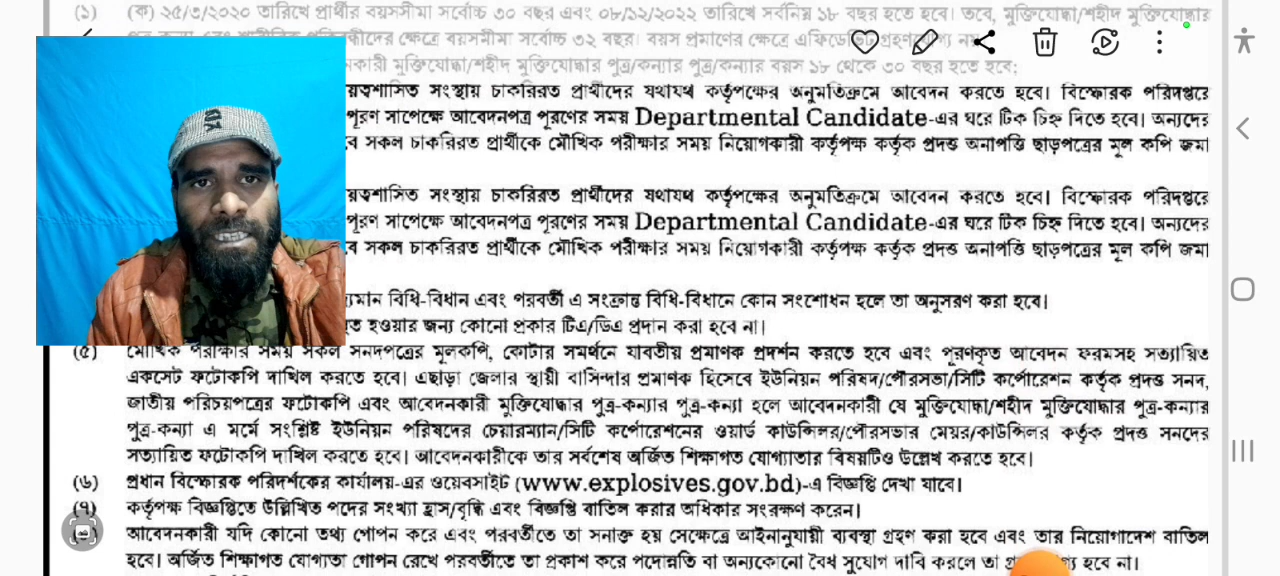 (১) (ক) ২৫/৩/২০২০ তারিখে প্রার্থীর বয়সসীমা সর্বোচ্চ ৩০ বছর এবং ০৮/১২/২০২২ তারিখে সর্বনিম্ন ১৮ বছর হতে হবে। তবে, মুক্তিযোদ্ধা/শহীদ মুক্তিযোদ্ধার
ক্ষেত্রে বয়সসীমা সর্বোচ্চ ৩২ বছর। বয়স প্রমাণের ক্ষেত্রে এফিডেভিট
নকারী মুক্তিযোদ্ধা/শহীদ মুক্তিযোদ্ধার পুত্র/কন্যার পুত্র/কন্যার বয়স ১৮ থেকে ৩০ বছর হতে হবে;
য়ত্বশাসিত সংস্থায় চাকরিরত প্রার্থীদের যথাযথ কর্তৃপক্ষের অনুমতিক্রমে আবেদন করতে হবে। বিস্ফোরক পরিদপ্তরে
পূরণ সাপেক্ষে আবেদনপত্র পূরণের সময় Departmental Candidate-এর ঘরে টিক চিহ্ন দিতে হবে। অন্যদের
ব সকল চাকরিরত প্রার্থীকে মৌখিক পরীক্ষার সময় নিয়োগকারী কর্তৃপক্ষ কর্তৃক প্রদত্ত অনাপত্তি ছাড়পত্রের মূল কপি জমা
য়ত্বশাসিত সংস্থায় চাকরিরত প্রার্থীদের যথাযথ কর্তৃপক্ষের অনুমতিক্রমে আবেদন করতে হবে। বিস্ফোরক পরিদপ্তরে
পূরণ সাপেক্ষে আবেদনপত্র পূরণের সময় Departmental Candidate-এর ঘরে টিক চিহ্ন দিতে হবে। অন্যদের
ব সকল চাকরিরত প্রার্থীকে মৌখিক পরীক্ষার সময় নিয়োগকারী কর্তৃপক্ষ কর্তৃক প্রদত্ত অনাপত্তি ছাড়পত্রের মূল কপি জমা
্যমান বিধি-বিধান এবং পরবর্তী এ সংক্রান্ত বিধি-বিধানে কোন সংশোধন হলে তা অনুসরণ করা হবে।
ত হওয়ার জন্য কোনো প্রকার টিএ/ডিএ প্রদান করা হবে না।
(৫) মৌখিক পরীক্ষার সময় সকল সনদপত্রের মূলকপি, কোটার সমর্থনে যাবতীয় প্রমাণক প্রদর্শন করতে হবে এবং পূরণকৃত আবেদন ফরমসহ সত্যায়িত
একসেট ফটোকপি দাখিল করতে হবে। এছাড়া জেলার স্থায়ী বাসিন্দার প্রমাণক হিসেবে ইউনিয়ন পরিষদ/পৌরসভা/সিটি কর্পোরেশন কর্তৃক প্রদত্ত সনদ,
জাতীয় পরিচয়পত্রের ফটোকপি এবং আবেদনকারী মুক্তিযোদ্ধার পুত্র-কন্যার পুত্র-কন্যা হলে আবেদনকারী যে মুক্তিযোদ্ধা/শহীদ মুক্তিযোদ্ধার পুত্র-কন্যার
পুত্র-কন্যা এ মর্মে সংশ্লিষ্ট ইউনিয়ন পরিষদের চেয়ারম্যান/সিটি কর্পোরেশনের ওয়ার্ড কাউন্সিলর/পৌরসভার মেয়র/কাউন্সিলর কর্তৃক প্রদত্ত সনদের
সত্যায়িত ফটোকপি দাখিল করতে হবে। আবেদনকারীকে তার সর্বশেষ অর্জিত শিক্ষাগত যোগ্যতার বিষয়টিও উল্লেখ করতে হবে।
(৬) প্রধান বিস্ফোরক পরিদর্শকের কার্যালয়-এর ওয়েবসাইট (www.explosives.gov.bd)-এ বিজ্ঞপ্তি দেখা যাবে।
(৭) কর্তৃপক্ষ বিজ্ঞপ্তিতে উল্লিখিত পদের সংখ্যা হ্রাস/বৃদ্ধি এবং বিজ্ঞপ্তি বাতিল করার অধিকার সংরক্ষণ করেন।
আবেদনকারী যদি কোনো তথ্য গোপন করে এবং পরবর্তীতে তা সনাক্ত হয় সেক্ষেত্রে আইনানুযায়ী ব্যবস্থা গ্রহণ করা হবে এবং তার নিয়োগাদেশ বাতিল
হবে। অর্জিত শিক্ষাগত যোগ্যতা গোপন রেখে পরবর্তীতে তা প্রকাশ করে পদোন্নতি বা অন্যকোনো বৈধ সুযোগ দাবি করলে তা হবে না।